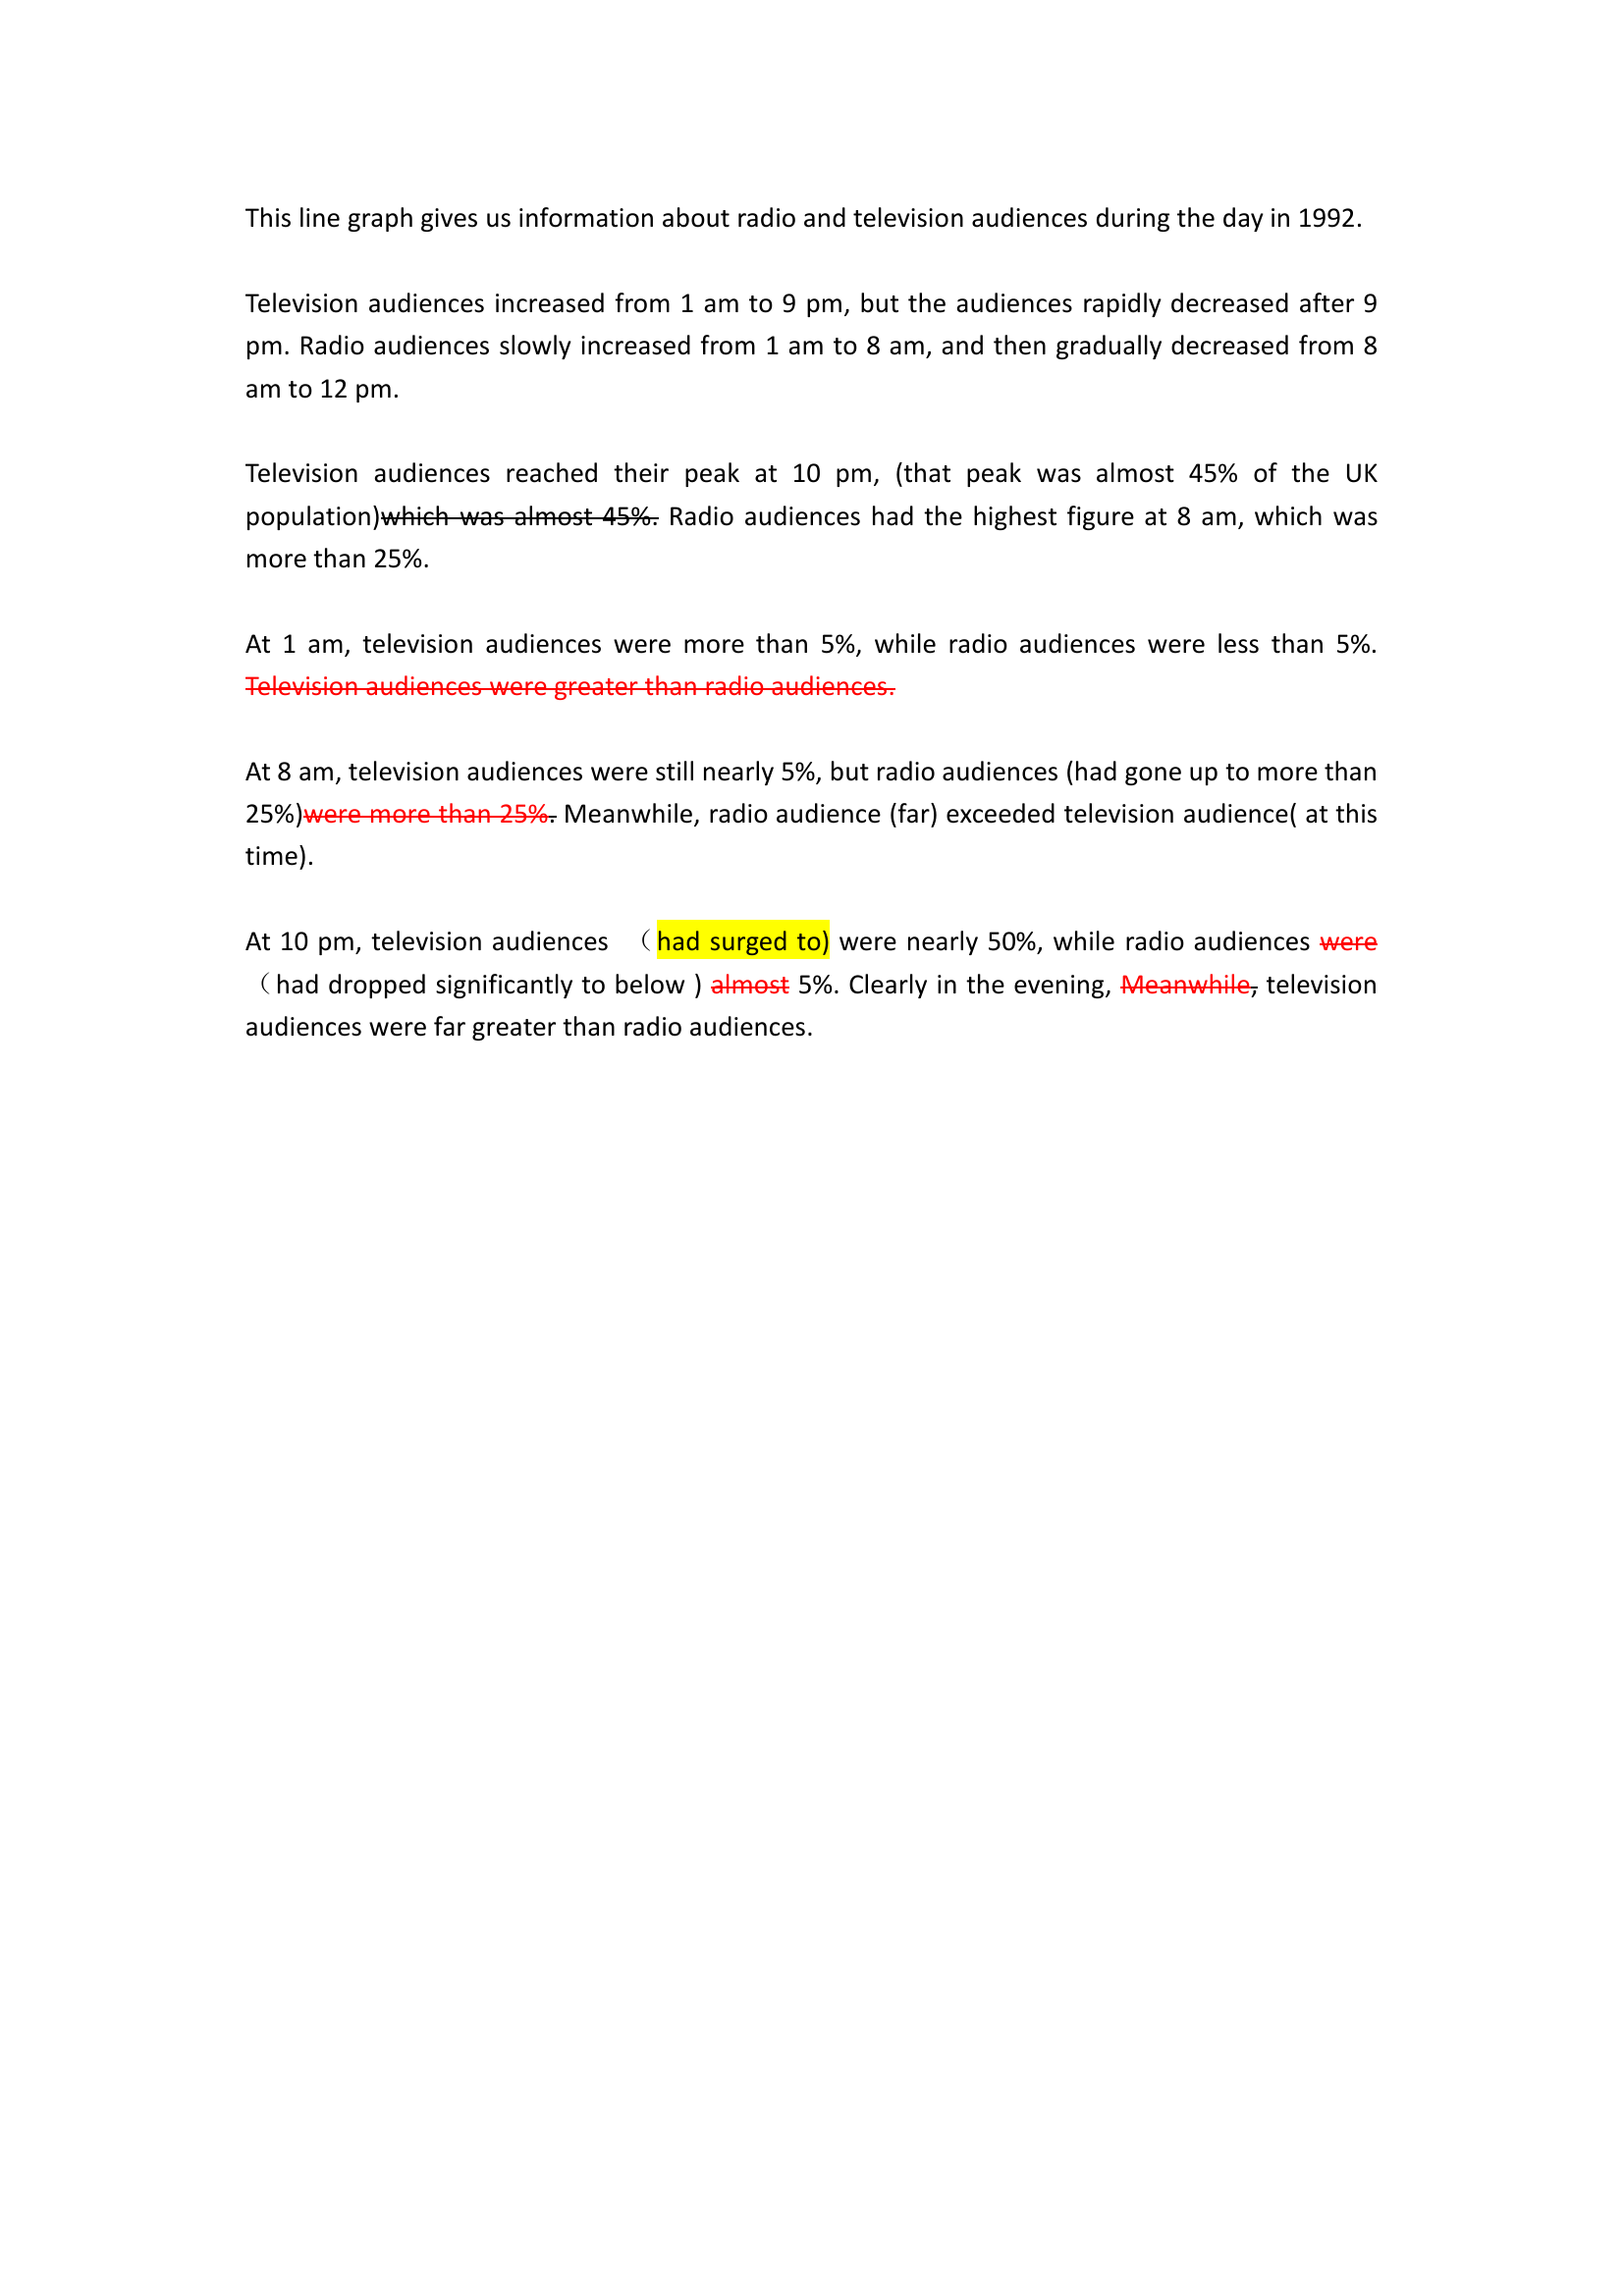 This line graph gives us information about radio and television audiences during the day in 1992.
Television audiences increased from 1 am to 9 pm, but the audiences rapidly decreased after 9
pm. Radio audiences slowly increased from 1 am to 8 am, and then gradually decreased from 8
am to 12 pm.
Television audiences reached their peak at 10 pm, (that peak was almost 45% of the UK
population)which was almost 45%. Radio audiences had the highest figure at 8 am, which was
more than 25%.
At 1 am, television audiences were more than 5%, while radio audiences were less than 5%.
Television audiences were greater than radio audiences.
At 8 am, television audiences were still nearly 5%, but radio audiences (had gone up to more than
25%)were more than 25%. Meanwhile, radio audience (far) exceeded television audience( at this
time).
At 10 pm, television audiences （had surged to) were nearly 50%, while radio audiences were
（had dropped significantly to below ) almost 5%. Clearly in the evening, Meanwhile, television
audiences were far greater than radio audiences.